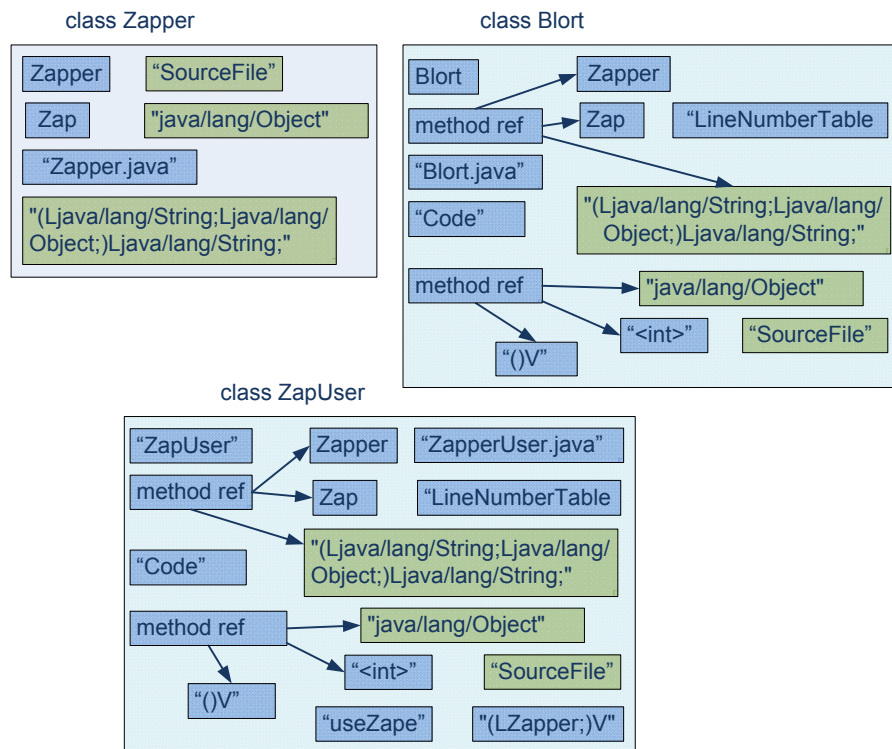 class Zapper
Zapper
“SourceFile”
Zap
"java/lang/Object"
“Zapper.java”
"(Ljava/lang/String;Ljava/lang/
Object;)Ljava/lang/String;"
class Blort
Blort
Zapper
method ref
Zap
“LineNumberTable
“Blort.java”
“Code”
"(Ljava/lang/String;Ljava/lang/
Object;)Ljava/lang/String;"
method ref
"java/lang/Object"
“<int>”
“SourceFile”
“()V”
class ZapUser
“ZapUser”
Zapper
“ZapperUser.java”
method ref
Zap
“LineNumberTable
"(Ljava/lang/String;Ljava/lang/
Object;)Ljava/lang/String;"
“Code”
method ref
"java/lang/Object"
“<int>”
“SourceFile”
“()V”
“useZape”
"(LZapper;)V"